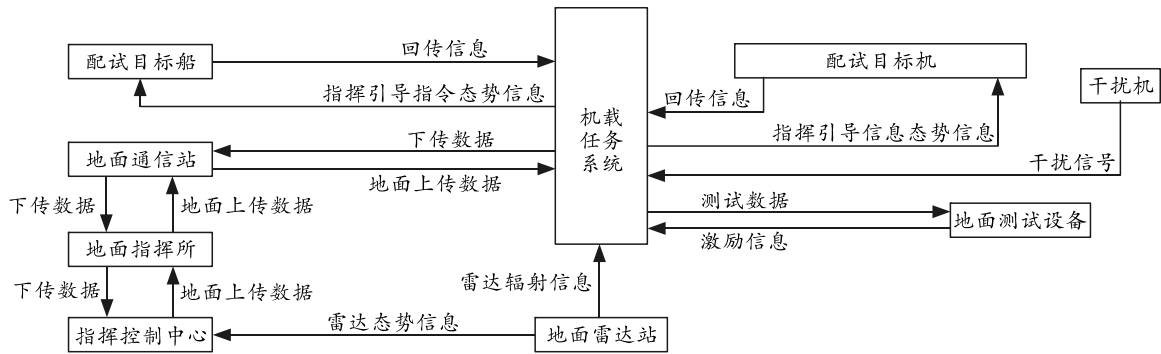 配试目标船
回传信息
指挥引导指令态势信息
机载
任务
系统
配试目标机
回传信息
指挥引导信息态势信息
干扰机
干扰信号
地面通信站
下传数据
地面上传数据
下传数据
地面上传数据
测试数据
地面测试设备
激励信息
地面指挥所
下传数据
地面上传数据
雷达辐射信息
指挥控制中心
雷达态势信息
地面雷达站